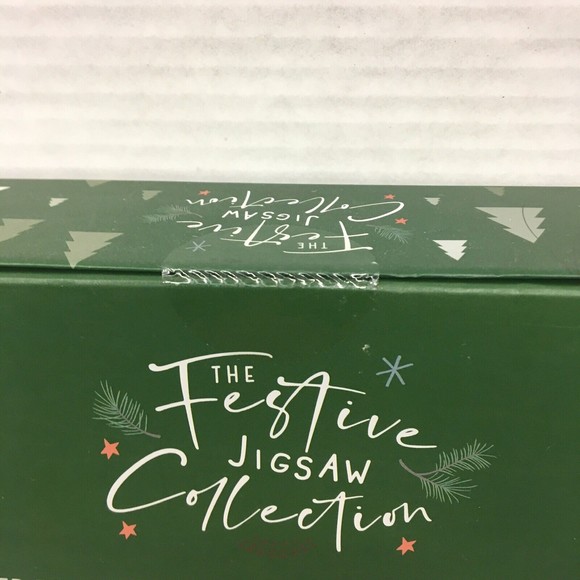 THE
Festive
JIGSAW
Collection
THE
Festive
JIGSAW
Collection